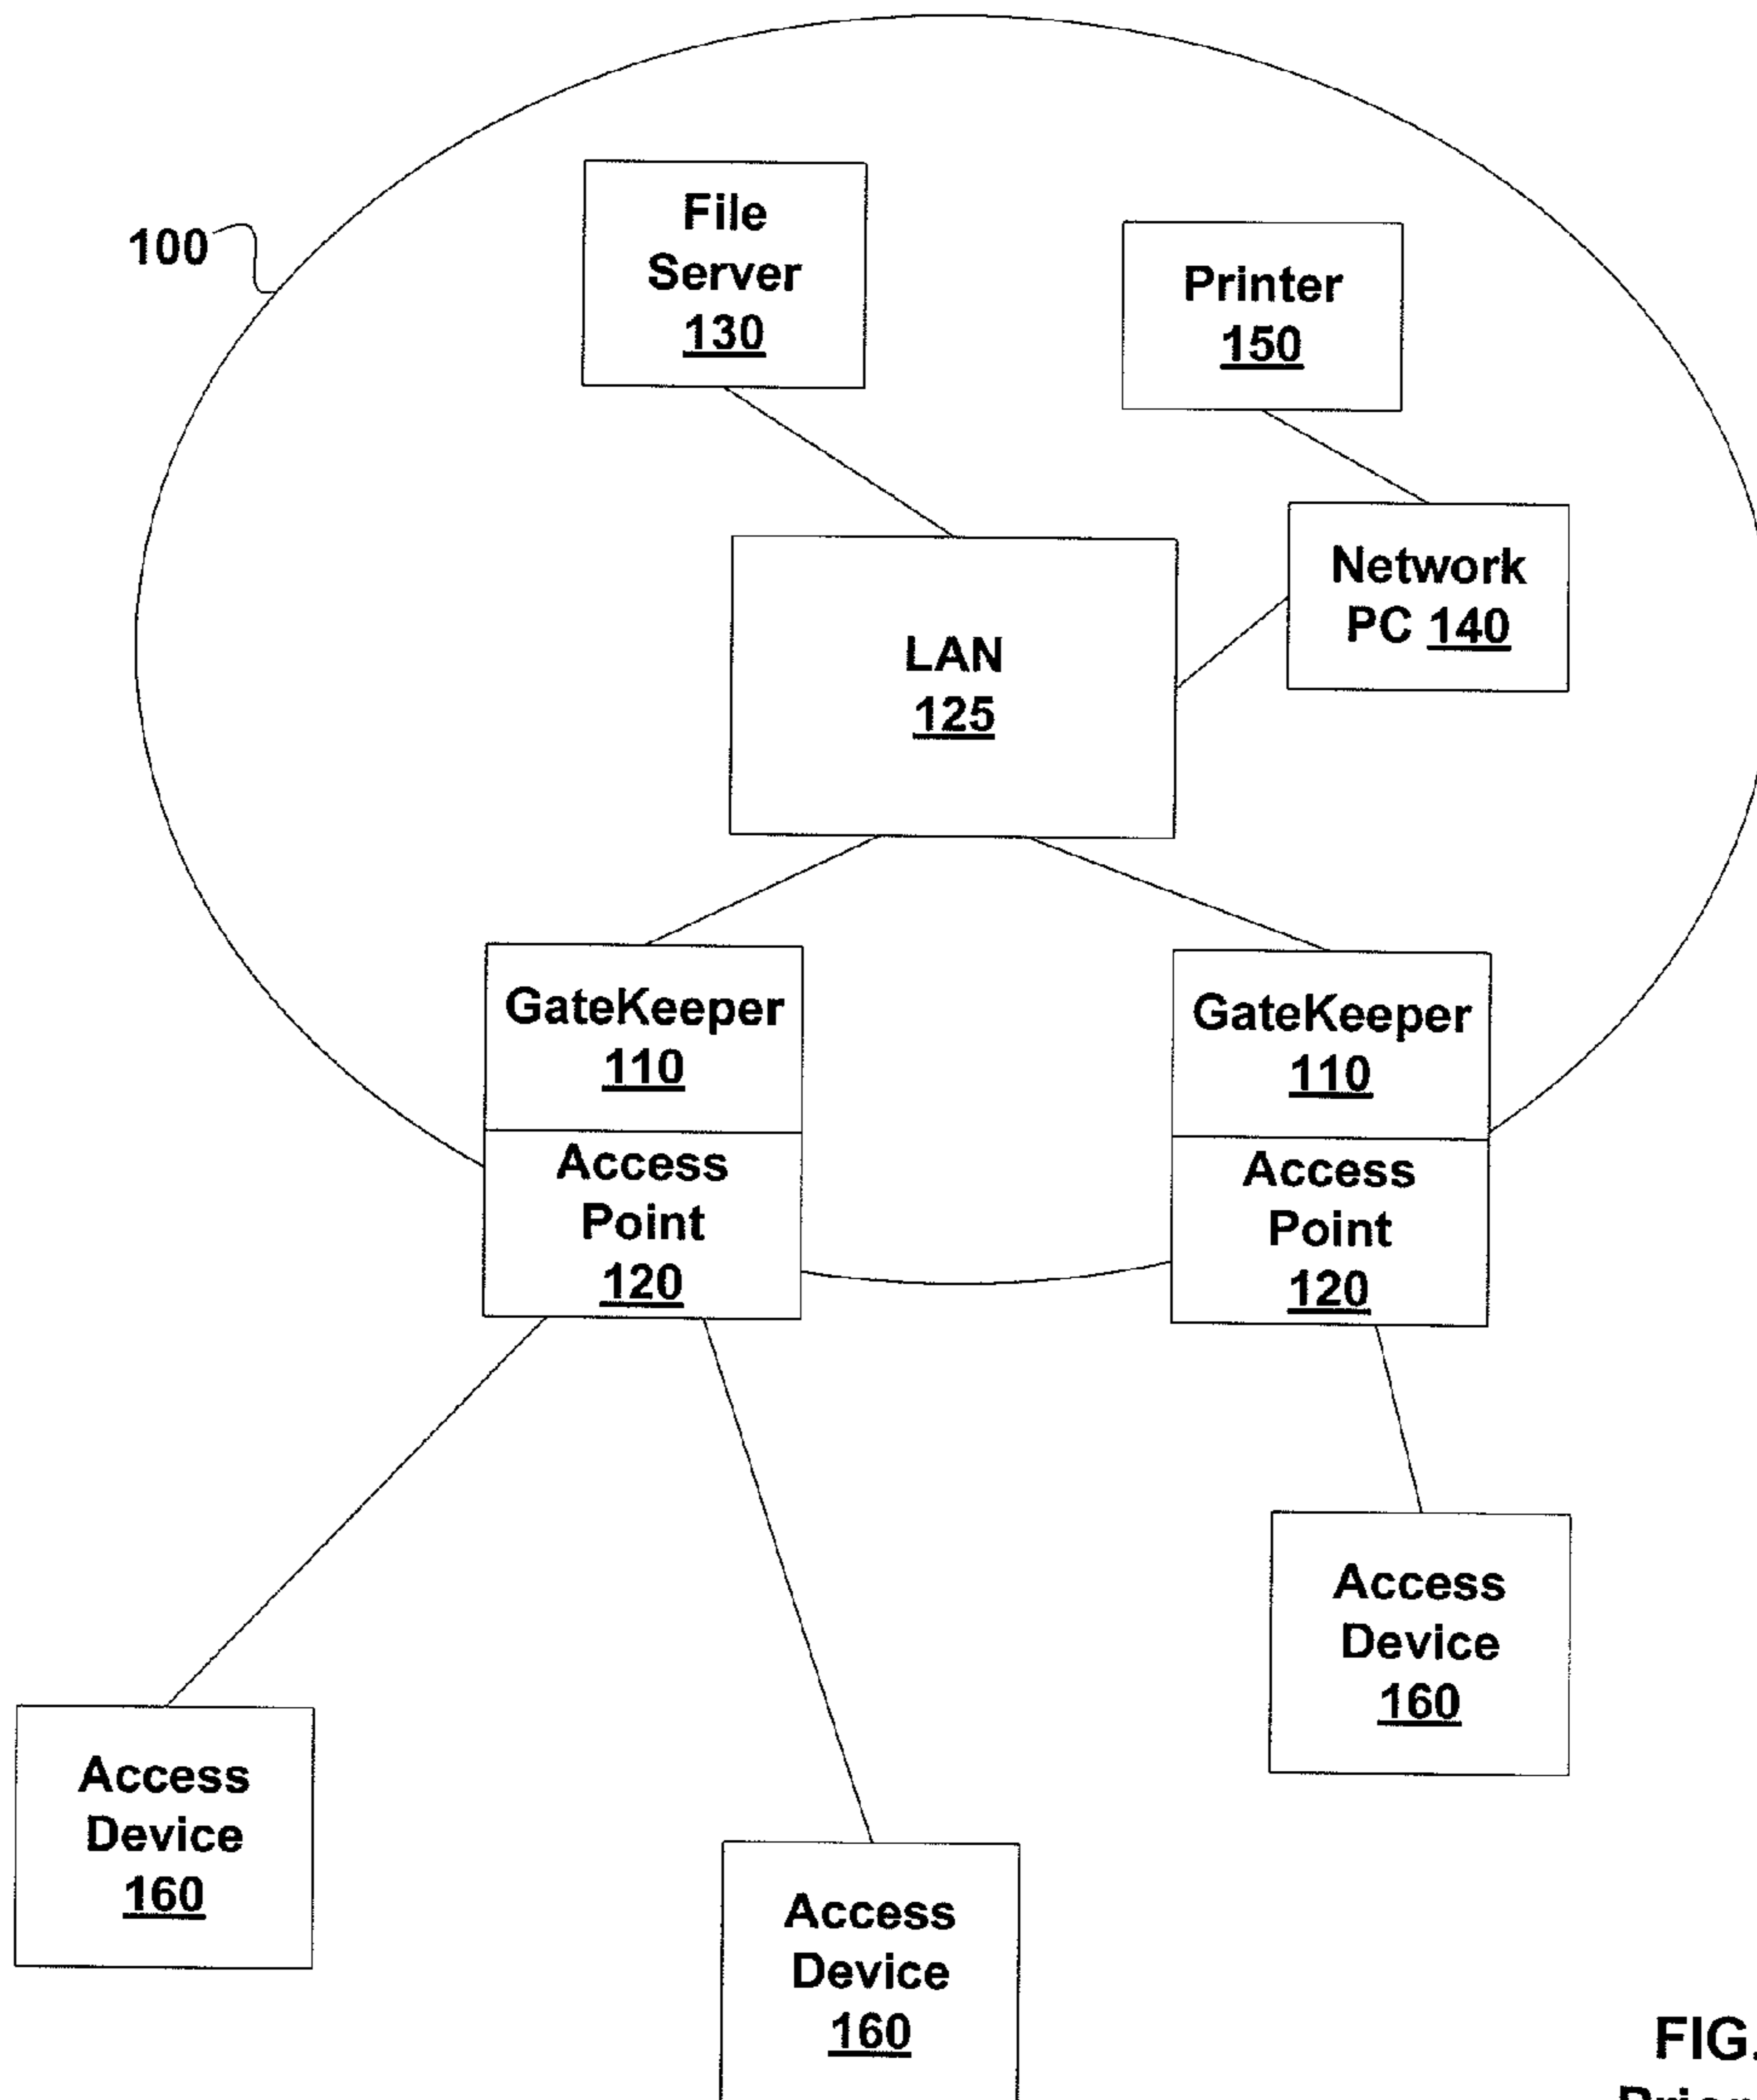 100
File
Server
130
Printer
150
Network
PC 140
LAN
125
GateKeeper
110
Access
Point
120
GateKeeper
110
Access
Point
120
Access
Device
160
Access
Device
160
Access
Device
160
FIG.
Prior